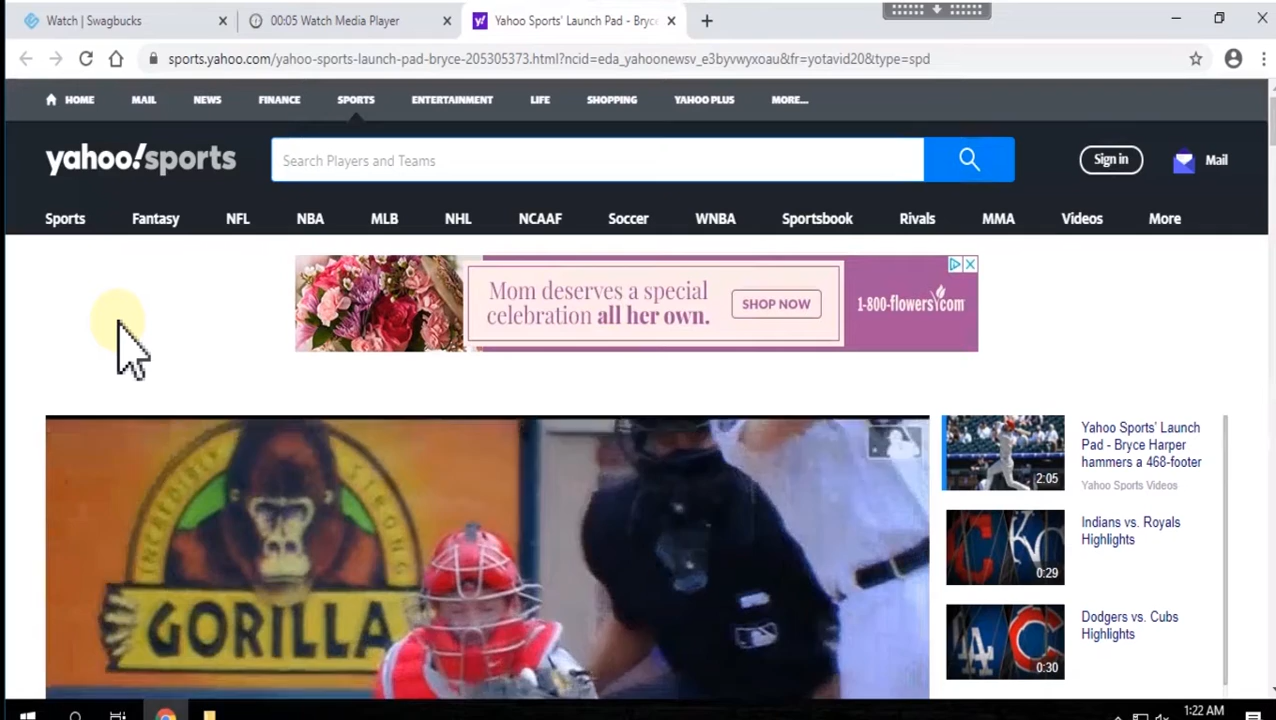 Watch | Swagbucks
00:05 Watch Media Player
Yahoo Sports' Launch Pad - Bryc
sports.yahoo.com/yahoo-sports-launch-pad-bryce-205305373.html?ncid=eda_yahoonewsv_e3byvwyxoau&fr=yotavid20&type=spd
HOME MAIL NEWS FINANCE SPORTS ENTERTAINMENT LIFE SHOPPING YAHOO PLUS MORE...
yahoo!sports
Search Players and Teams
Sign in
Mail
Sports Fantasy NFL NBA MLB NHL NCAAF Soccer WNBA Sportsbook Rivals MMA Videos More
Mom deserves a special
celebration all her own.
SHOP NOW
1-800-flowers.com
INCREDIBLY STRONG
GORILLA
Yahoo Sports' Launch
Pad - Bryce Harper
hammers a 468-footer
Yahoo Sports Videos
2:05
Indians vs. Royals
Highlights
0:29
Dodgers vs. Cubs
Highlights
0:30
1:22 AM